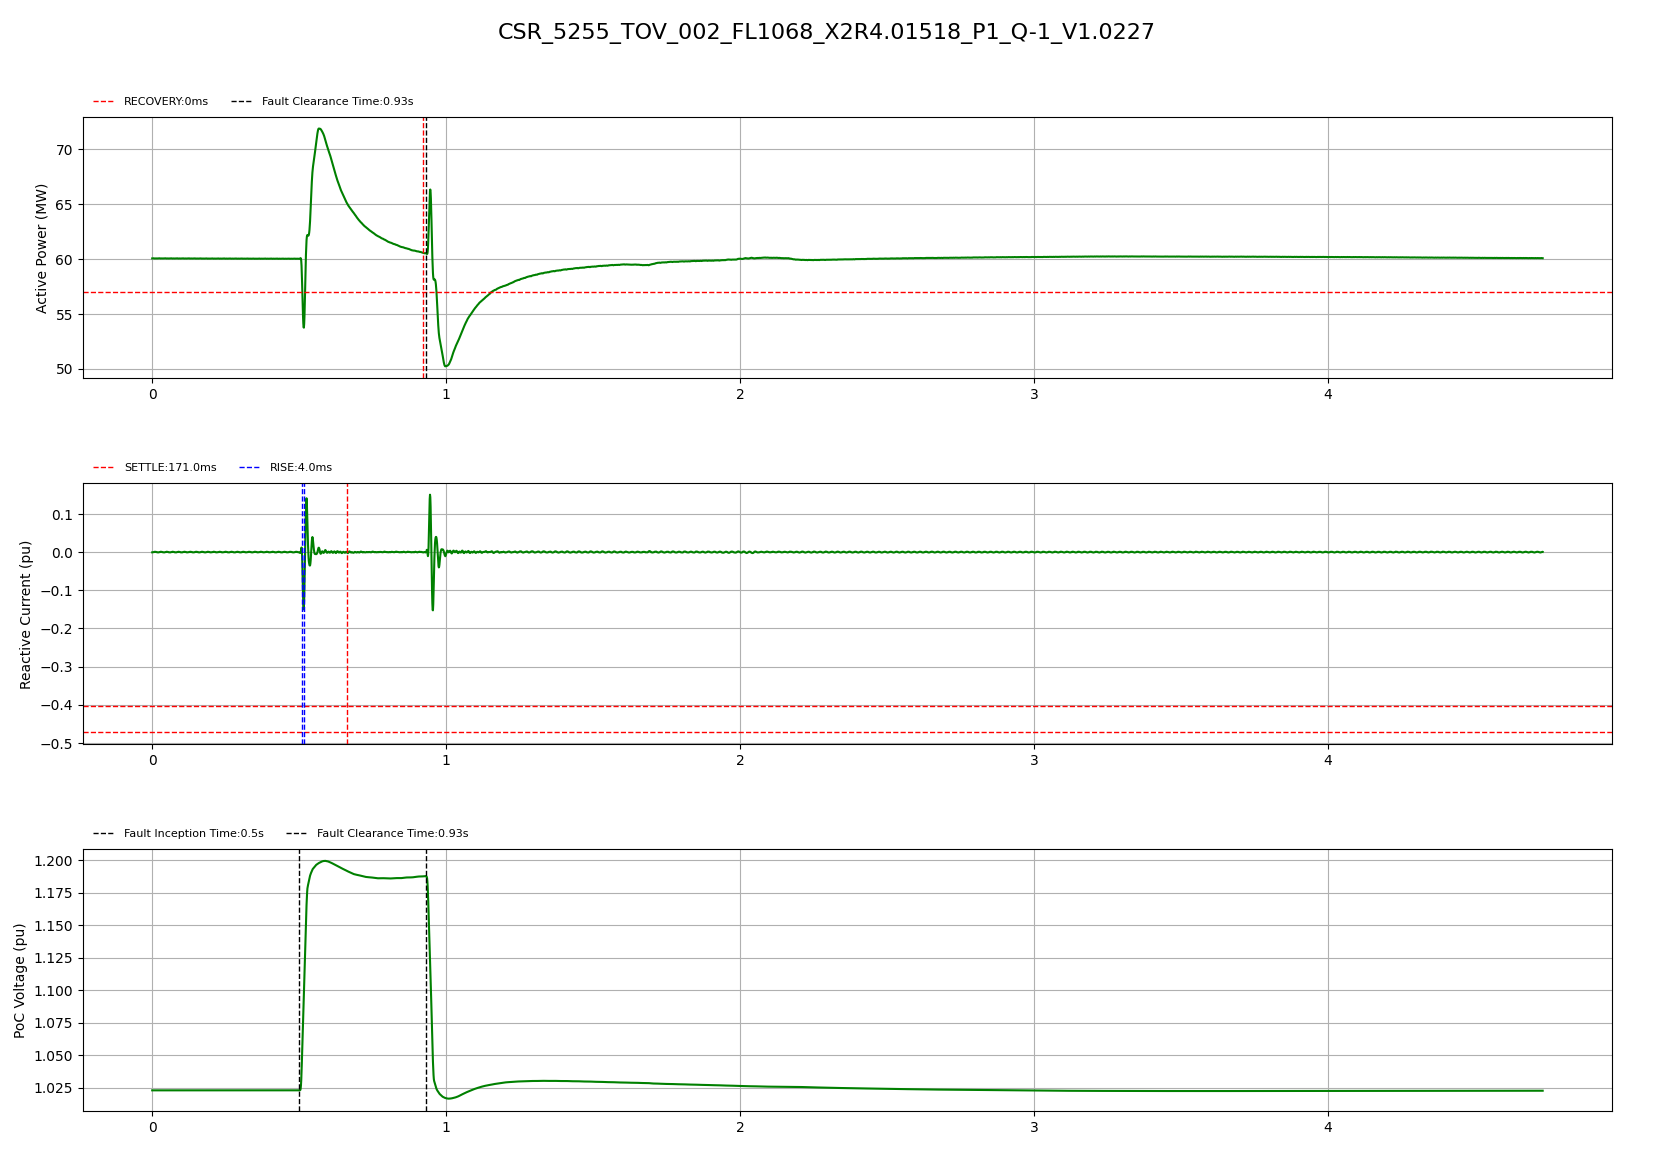 CSR_5255_TOV_002_FL1068_X2R4.01518_P1_Q-1_V1.0227
RECOVERY:0ms Fault Clearance Time:0.93s
Active Power (MW)
70
65
60
55
50
0 1 2 3 4
SETTLE:171.0ms RISE:4.0ms
Reactive Current (pu)
0.1
0.0
−0.1
−0.2
−0.3
−0.4
−0.5
0 1 2 3 4
Fault Inception Time:0.5s Fault Clearance Time:0.93s
PoC Voltage (pu)
1.200
1.175
1.150
1.125
1.100
1.075
1.050
1.025
0 1 2 3 4